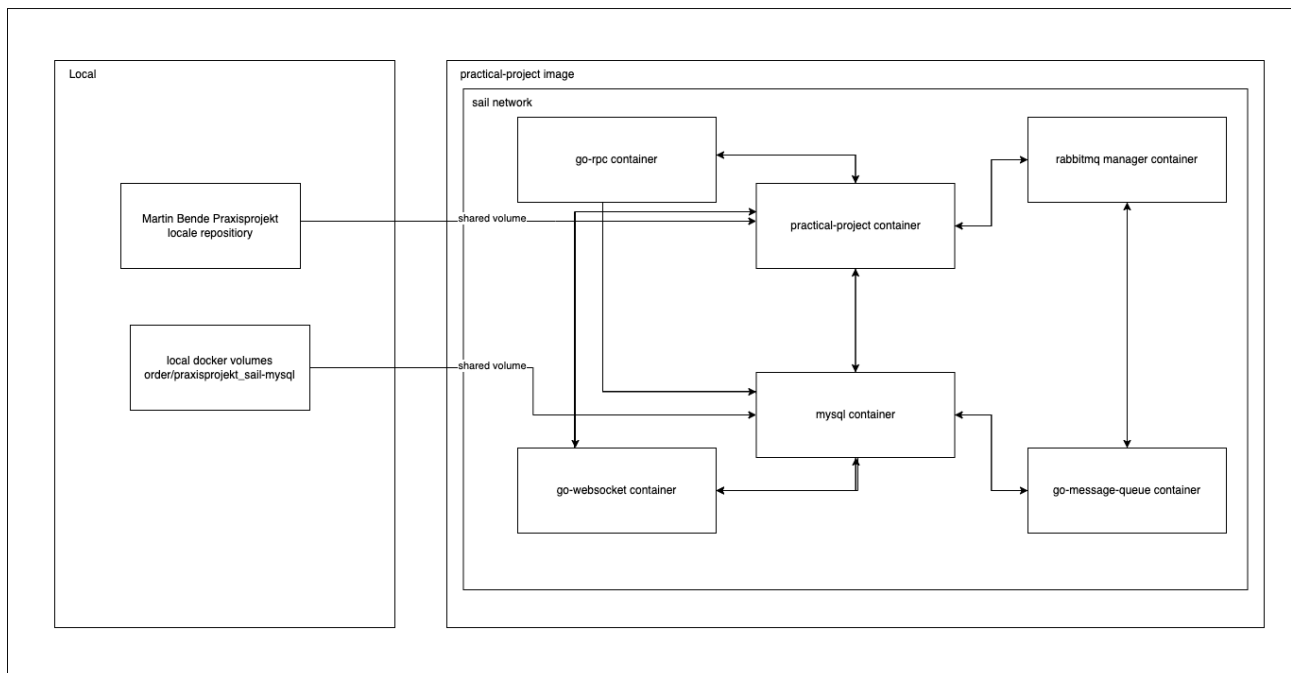 Local
practical-project image
sail network
go-rpc container
rabbitmq manager container
Martin Bende Praxisprojekt
locale repositiory
shared volume
practical-project container
local docker volumes
order/praxisprojekt_sail-mysql
shared volume
mysql container
go-websocket container
go-message-queue container